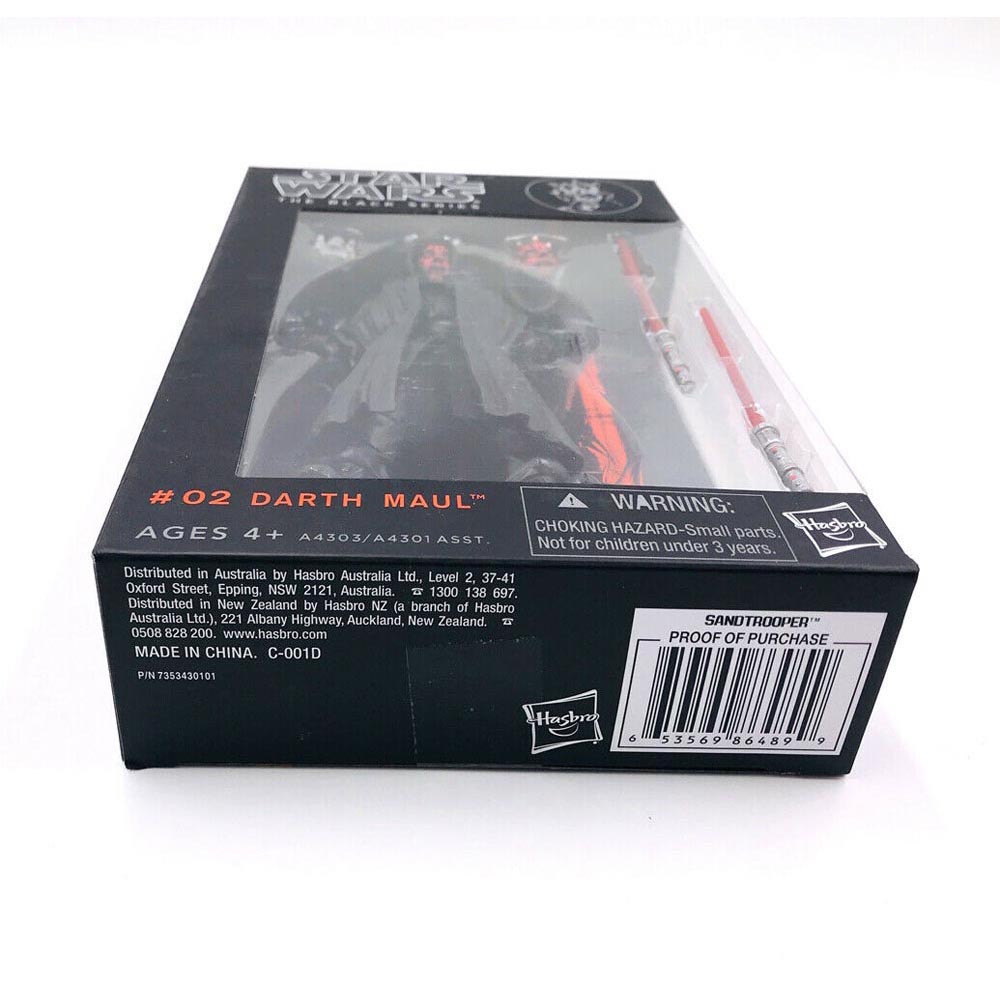 STAR
WARS
THE BLACK SERIES
#02 DARTH MAUL™
AGES 4+ A4303/A4301 ASST.
⚠ WARNING:
CHOKING HAZARD-Small parts.
Not for children under 3 years.
Hasbro
Distributed in Australia by Hasbro Australia Ltd., Level 2, 37-41
Oxford Street, Epping, NSW 2121, Australia. ☎ 1300 138 697.
Distributed in New Zealand by Hasbro NZ (a branch of Hasbro
Australia Ltd.), 221 Albany Highway, Auckland, New Zealand. ☎
0508 828 200. www.hasbro.com
MADE IN CHINA. C-001D
P/N 7353430101
Hasbro
SANDTROOPER™
PROOF OF PURCHASE
6 53569 86489 9